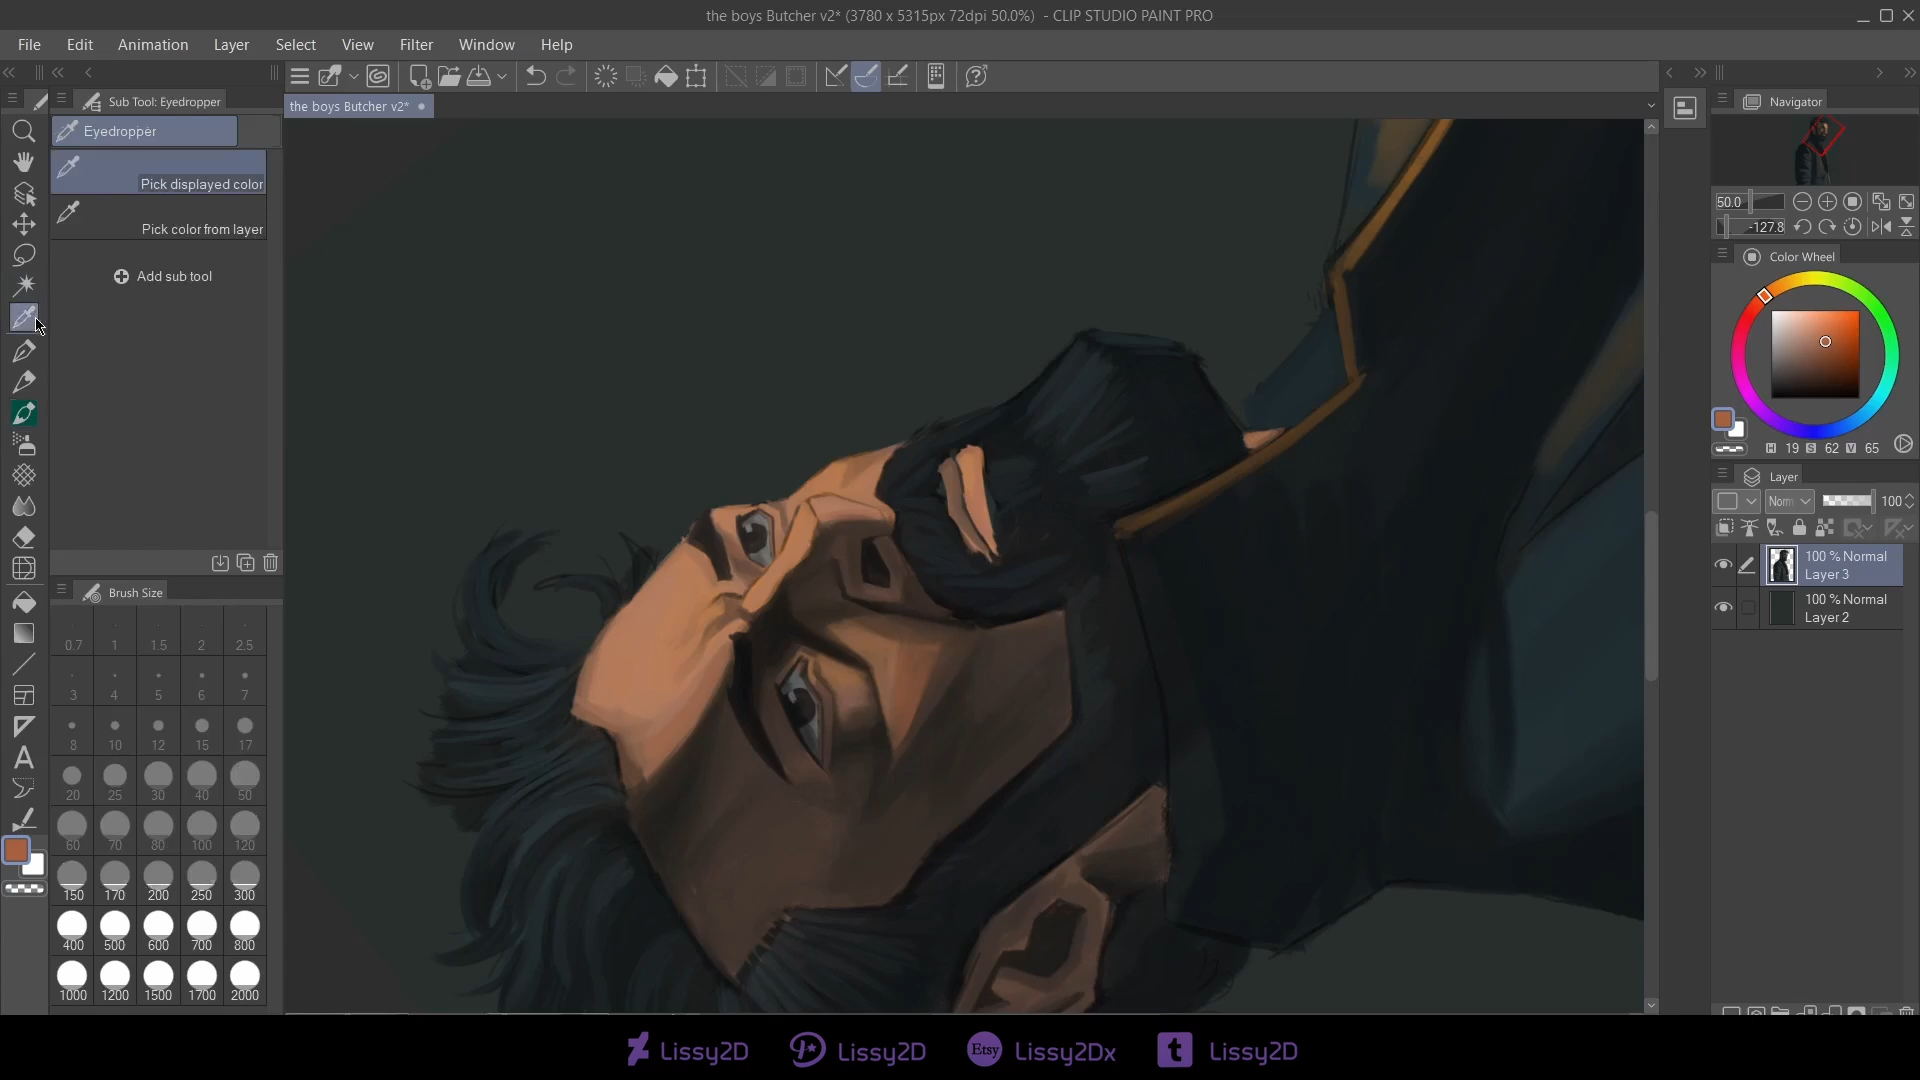 the boys Butcher v2* (3780 x 5315px 72dpi 50.0%) - CLIP STUDIO PAINT PRO
File Edit Animation Layer Select View Filter Window Help
Sub Tool: Eyedropper
Eyedropper
Pick displayed color
Pick color from layer
Add sub tool
Brush Size
0.7 1 1.5 2 2.5
3 4 5 6 7
8 10 12 15 17
20 25 30 40 50
60 70 80 100 120
150 170 200 250 300
400 500 600 700 800
1000 1200 1500 1700 2000
the boys Butcher v2*
Navigator
50.0
-127.8
Color Wheel
H 19 S 62 V 65
Layer
Norm 100
100 % Normal
Layer 3
100 % Normal
Layer 2
Lissy2D Lissy2D Etsy Lissy2Dx t Lissy2D